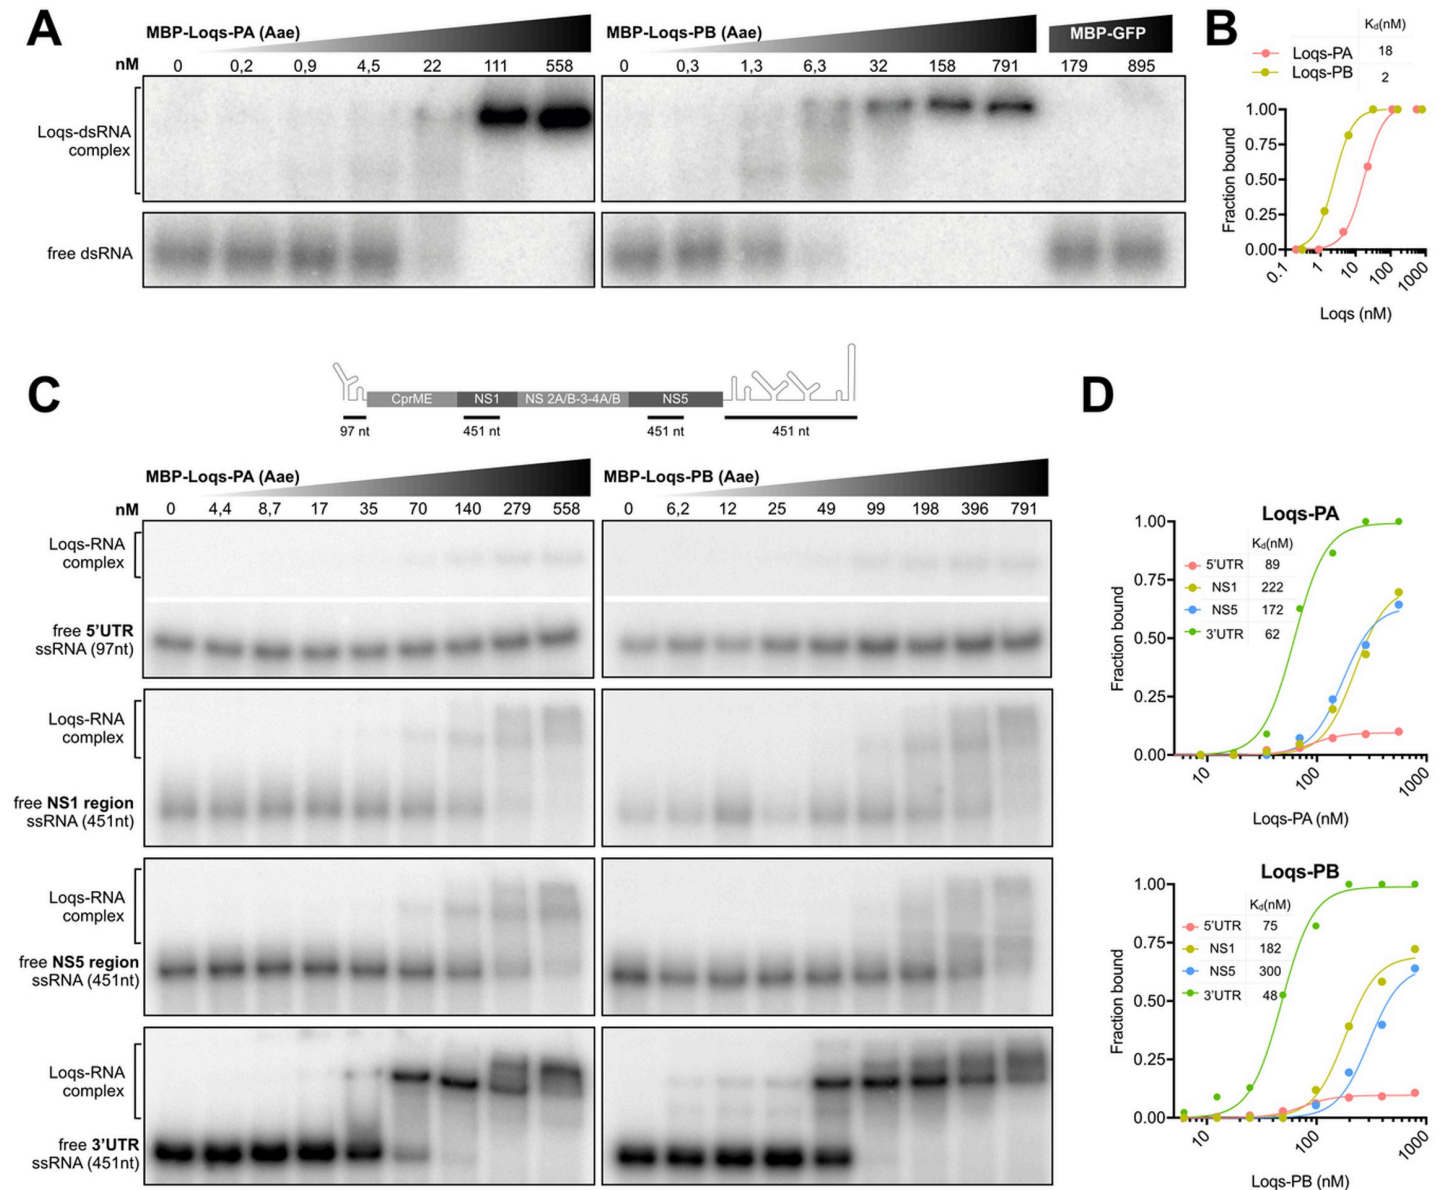 A
MBP-Loqs-PA (Aae)
MBP-Loqs-PB (Aae)
MBP-GFP
nM 0 0,2 0,9 4,5 22 111 558
0 0,3 1,3 6,3 32 158 791
179 895
Loqs-dsRNA
complex
free dsRNA
B
Kd(nM)
Loqs-PA 18
Loqs-PB 2
Fraction bound
1.00
0.75
0.50
0.25
0.00
0.1 1 10 100 1000
Loqs (nM)
C
CprME NS1 NS 2A/B-3-4A/B NS5
97 nt 451 nt 451 nt 451 nt
MBP-Loqs-PA (Aae)
MBP-Loqs-PB (Aae)
nM 0 4,4 8,7 17 35 70 140 279 558
0 6,2 12 25 49 99 198 396 791
Loqs-RNA
complex
free 5'UTR
ssRNA (97nt)
Loqs-RNA
complex
free NS1 region
ssRNA (451nt)
Loqs-RNA
complex
free NS5 region
ssRNA (451nt)
Loqs-RNA
complex
free 3'UTR
ssRNA (451nt)
D
Loqs-PA
Kd(nM)
5'UTR 89
NS1 222
NS5 172
3'UTR 62
Fraction bound
1.00
0.75
0.50
0.25
0.00
10 100 1000
Loqs-PA (nM)
Loqs-PB
Kd(nM)
5'UTR 75
NS1 182
NS5 300
3'UTR 48
Fraction bound
1.00
0.75
0.50
0.25
0.00
10 100 1000
Loqs-PB (nM)